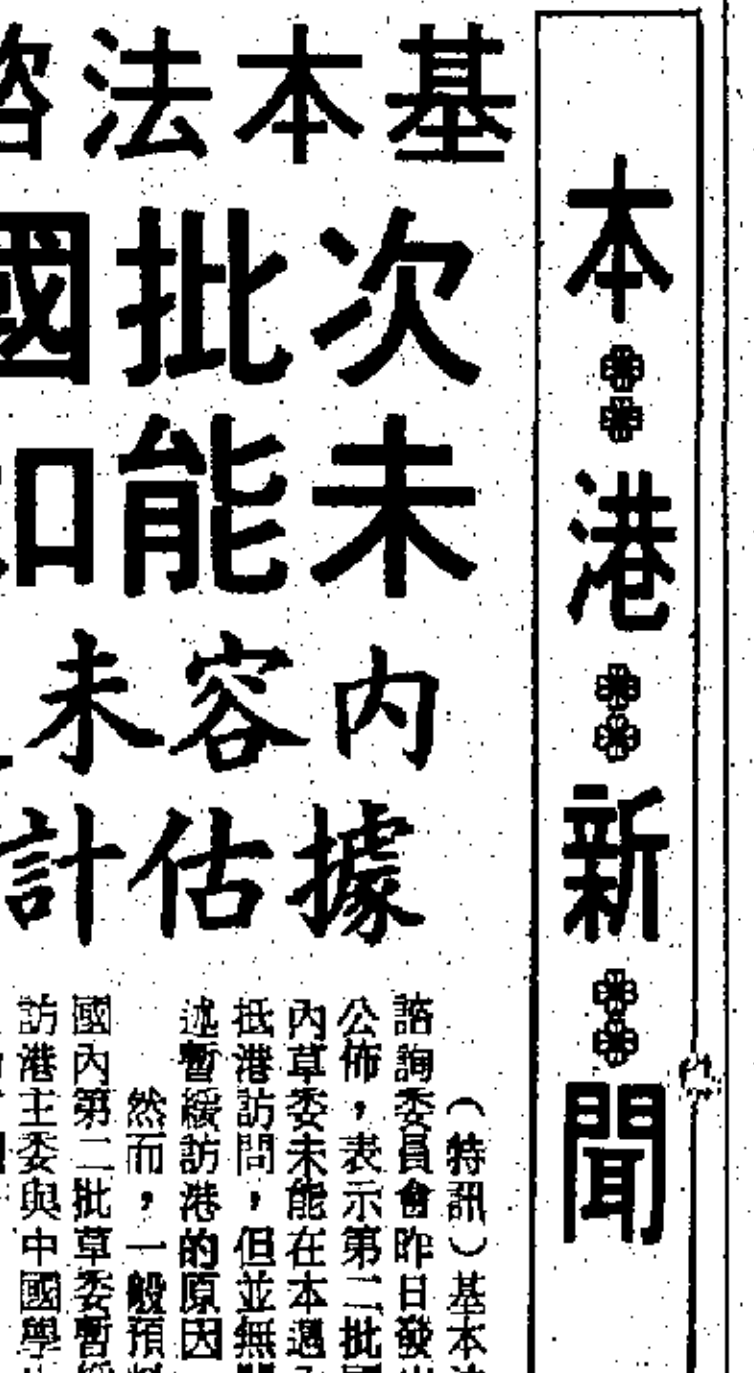 本港新聞
基本法
次批國
未能
內容未
據估計
（特訊）基本
諮詢委員會昨日發
公佈，表示第二批
內草委未能在本週
抵港訪問，但並無
述暫緩訪港的原因
然而，一般預
國內第二批草委暫
訪港主委與中國學